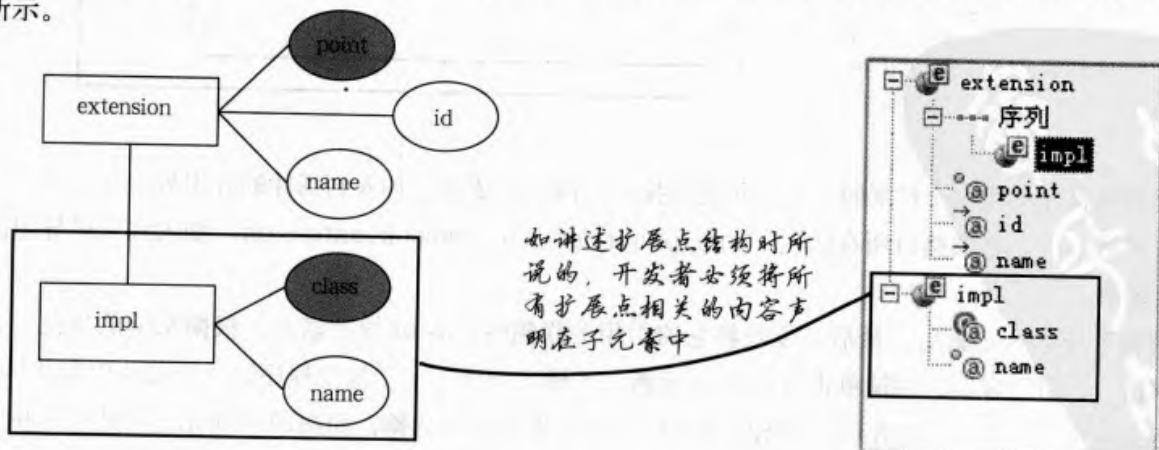 所示。
point
extension
id
name
如讲述扩展点结构时所
说的，开发者必须将所
有扩展点相关的内容声
明在子元素中
class
impl
name
extension
序列
impl
point
id
name
impl
class
name